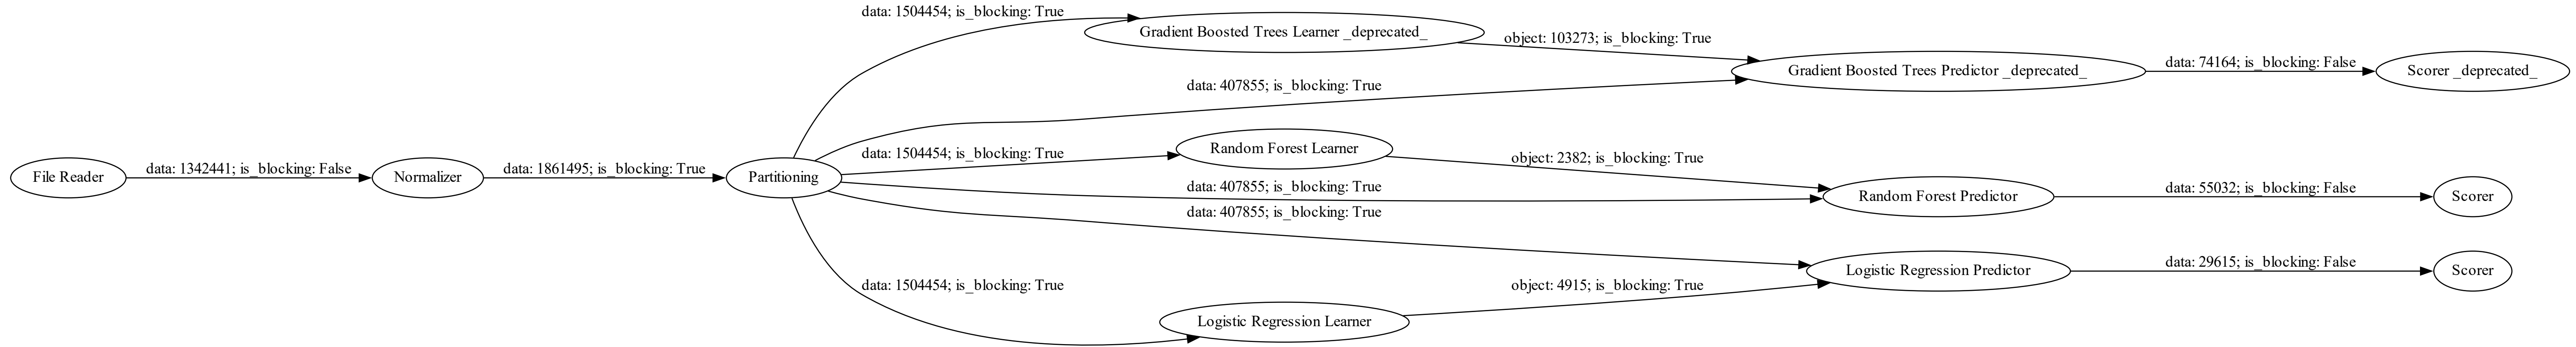 data: 1504454; is_blocking: True
Gradient Boosted Trees Learner _deprecated_
object: 103273; is_blocking: True
Gradient Boosted Trees Predictor _deprecated_
data: 74164; is_blocking: False
Scorer _deprecated_
data: 407855; is_blocking: True
File Reader
data: 1342441; is_blocking: False
Normalizer
data: 1861495; is_blocking: True
Partitioning
data: 1504454; is_blocking: True
Random Forest Learner
object: 2382; is_blocking: True
data: 407855; is_blocking: True
Random Forest Predictor
data: 55032; is_blocking: False
Scorer
data: 407855; is_blocking: True
Logistic Regression Predictor
data: 29615; is_blocking: False
Scorer
data: 1504454; is_blocking: True
object: 4915; is_blocking: True
Logistic Regression Learner